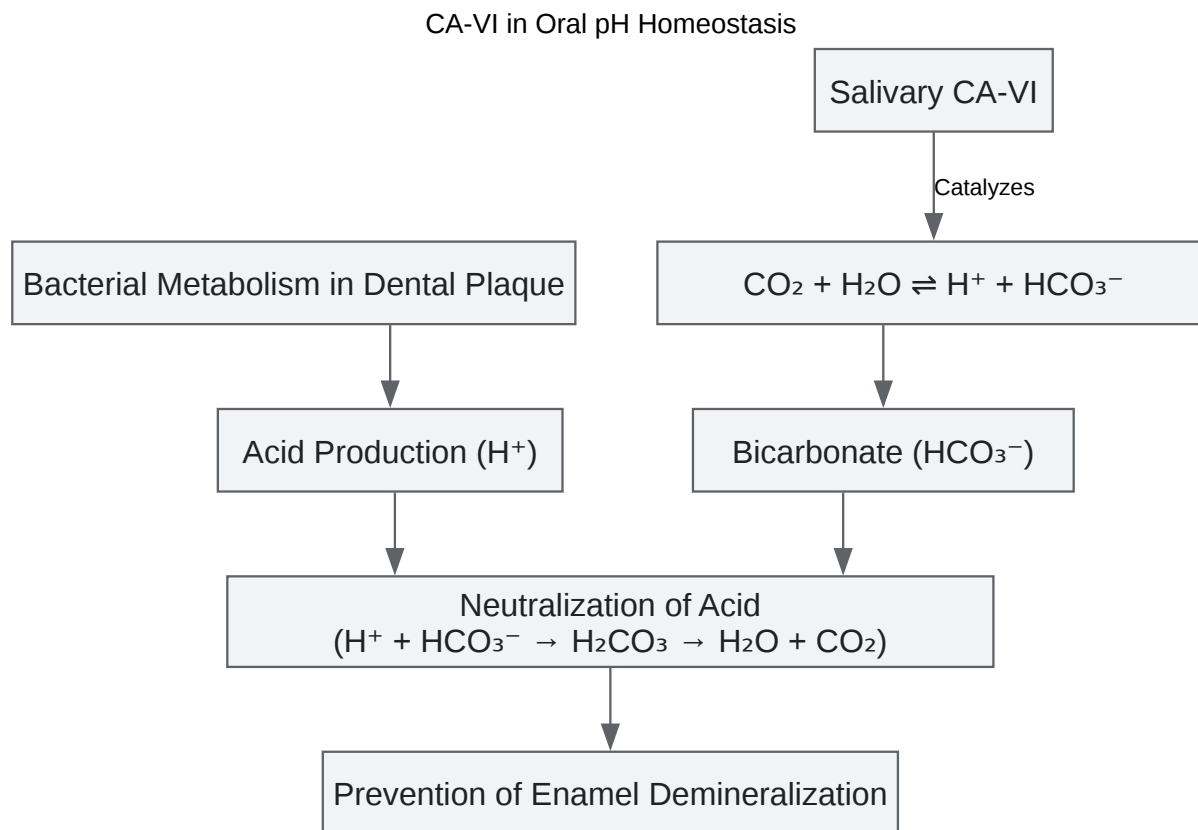 CA-VI in Oral pH Homeostasis
Salivary CA-VI
Catalyzes
Bacterial Metabolism in Dental Plaque
CO₂ + H₂O ⇌ H⁺ + HCO₃⁻
Acid Production (H⁺)
Bicarbonate (HCO₃⁻)
Neutralization of Acid
(H⁺ + HCO₃⁻ → H₂CO₃ → H₂O + CO₂)
Prevention of Enamel Demineralization